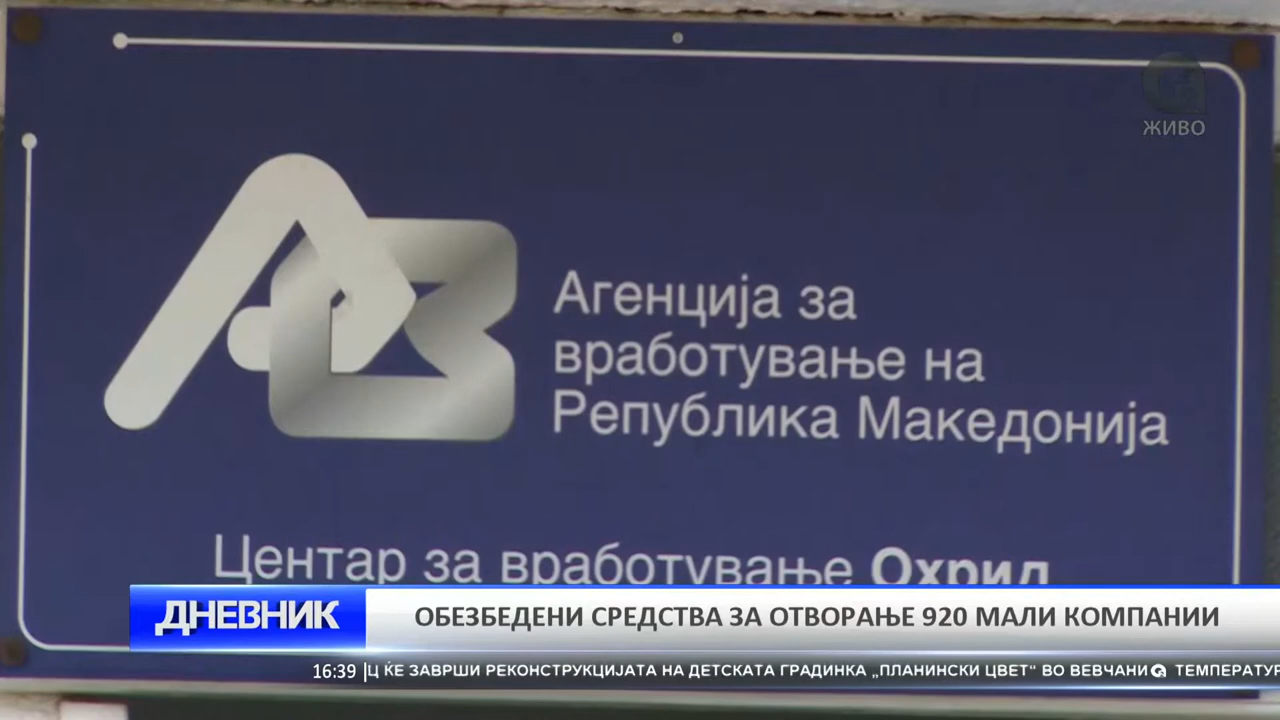 ЖИВО
Агенција за
вработување на
Република Македонија
Центар за вработување Охрид
ДНЕВНИК
ОБЕЗБЕДЕНИ СРЕДСТВА ЗА ОТВОРАЊЕ 920 МАЛИ КОМПАНИИ
16:39 Ц ЌЕ ЗАВРШИ РЕКОНСТРУКЦИЈАТА НА ДЕТСКАТА ГРАДИНКА „ПЛАНИНСКИ ЦВЕТ“ ВО ВЕВЧАНИ ТЕМПЕРАТУР